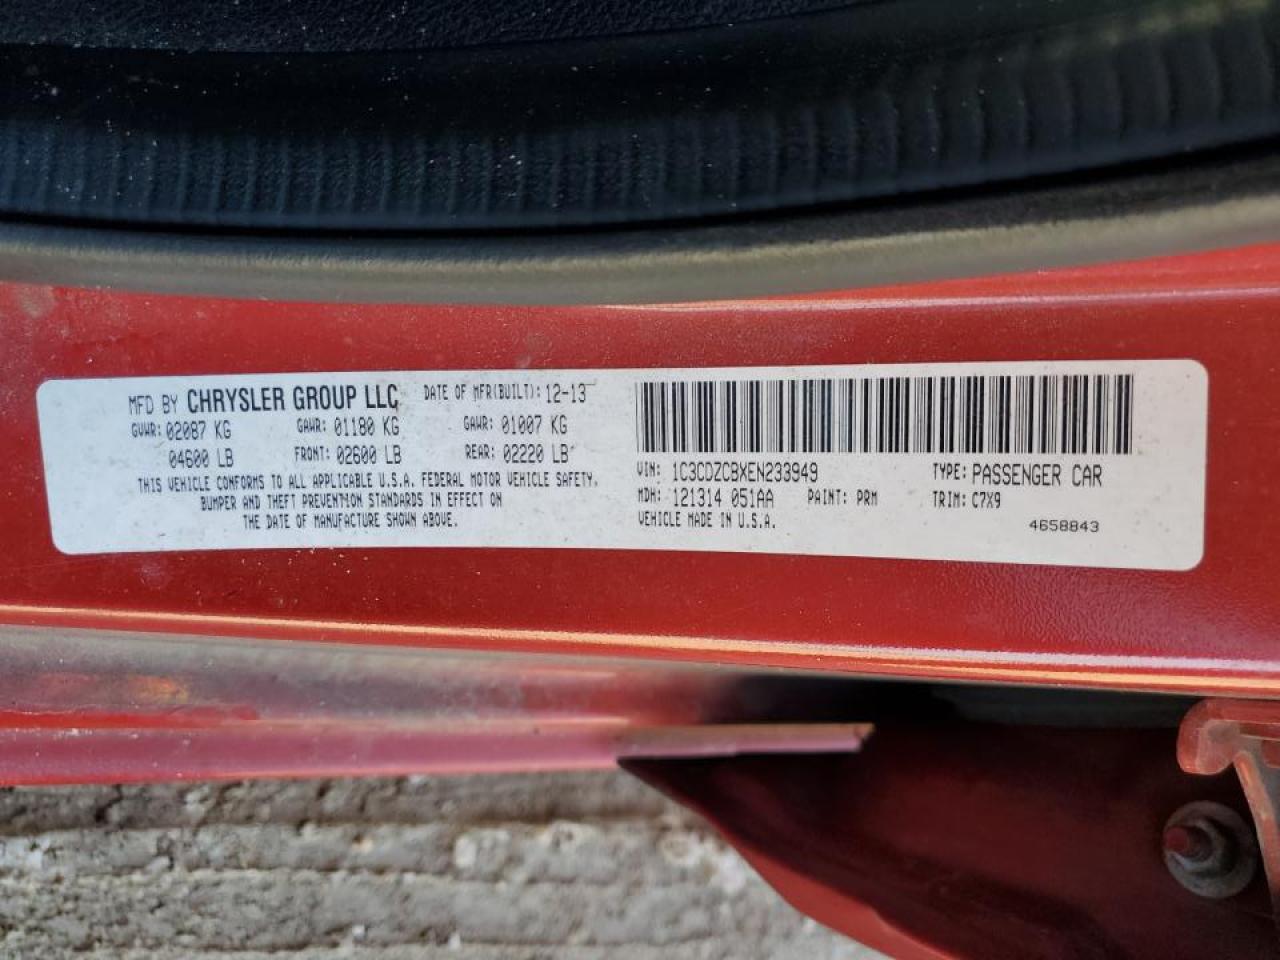 MFD BY CHRYSLER GROUP LLC DATE OF MFR(BUILT): 12-13
GVWR: 02087 KG GAWR: 01180 KG GAWR: 01007 KG
04600 LB FRONT: 02600 LB REAR: 02220 LB
THIS VEHICLE CONFORMS TO ALL APPLICABLE U.S.A. FEDERAL MOTOR VEHICLE SAFETY,
BUMPER AND THEFT PREVENTION STANDARDS IN EFFECT ON
THE DATE OF MANUFACTURE SHOWN ABOVE.
VIN: 1C3CDZCBXEN233949 TYPE: PASSENGER CAR
MDH: 121314 051AA PAINT: PRM TRIM: C7X9
VEHICLE MADE IN U.S.A. 4658843